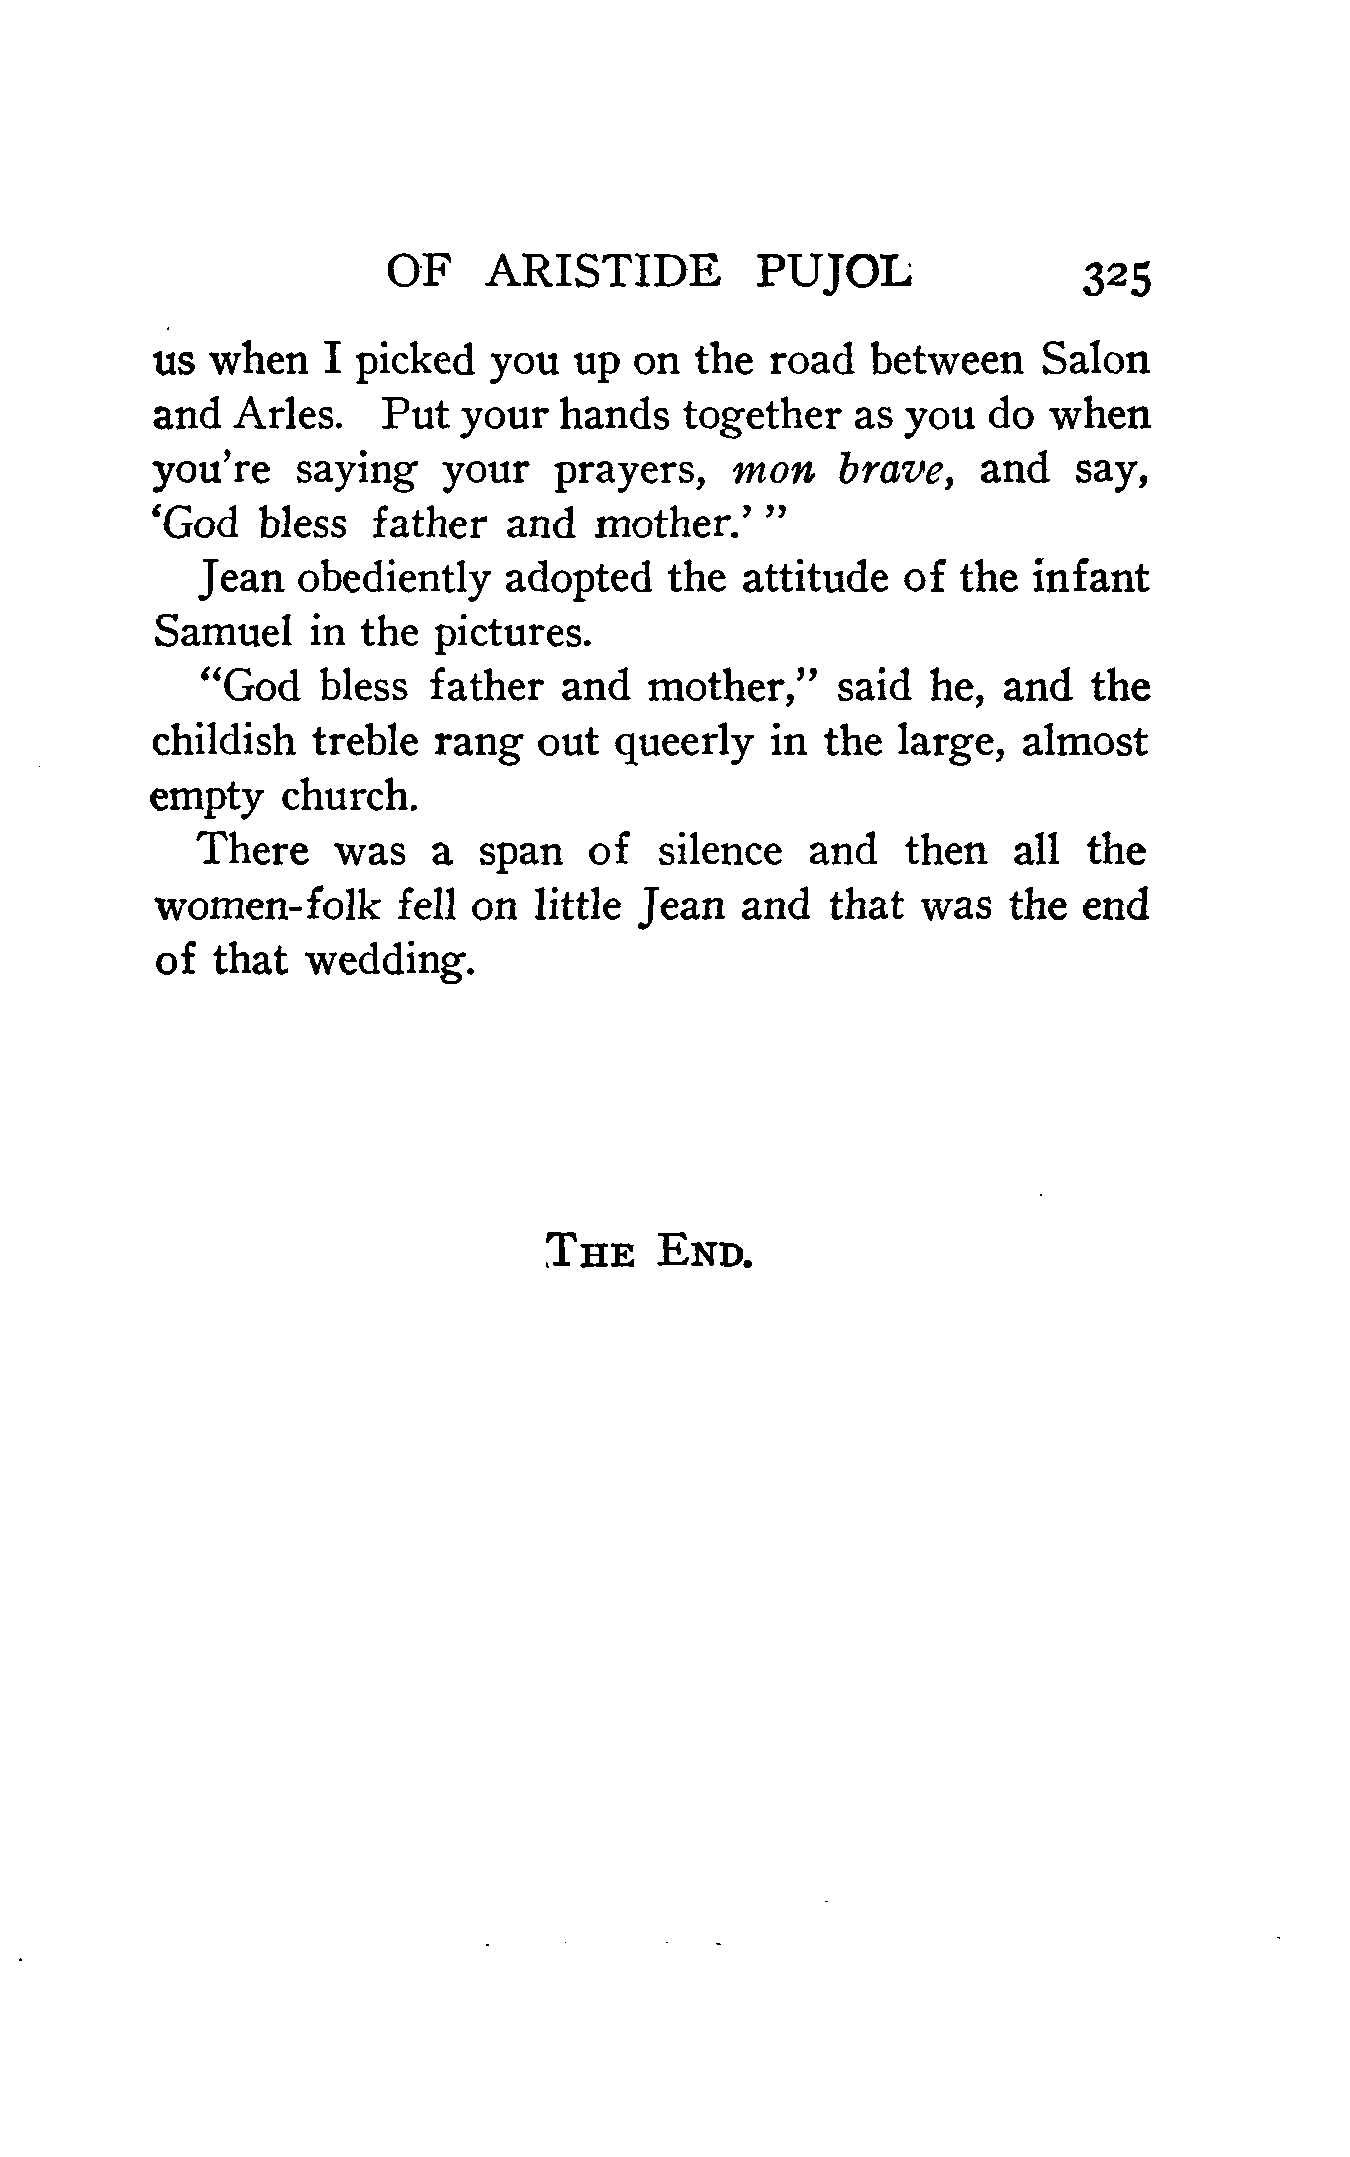 OF ARISTIDE PUJOL 325
us when I picked you up on the road between Salon
and Arles. Put your hands together as you do when
you're saying your prayers, mon brave, and say,
'God bless father and mother.' "
Jean obediently adopted the attitude of the infant
Samuel in the pictures.
"God bless father and mother," said he, and the
childish treble rang out queerly in the large, almost
empty church.
There was a span of silence and then all the
women-folk fell on little Jean and that was the end
of that wedding.
THE END.